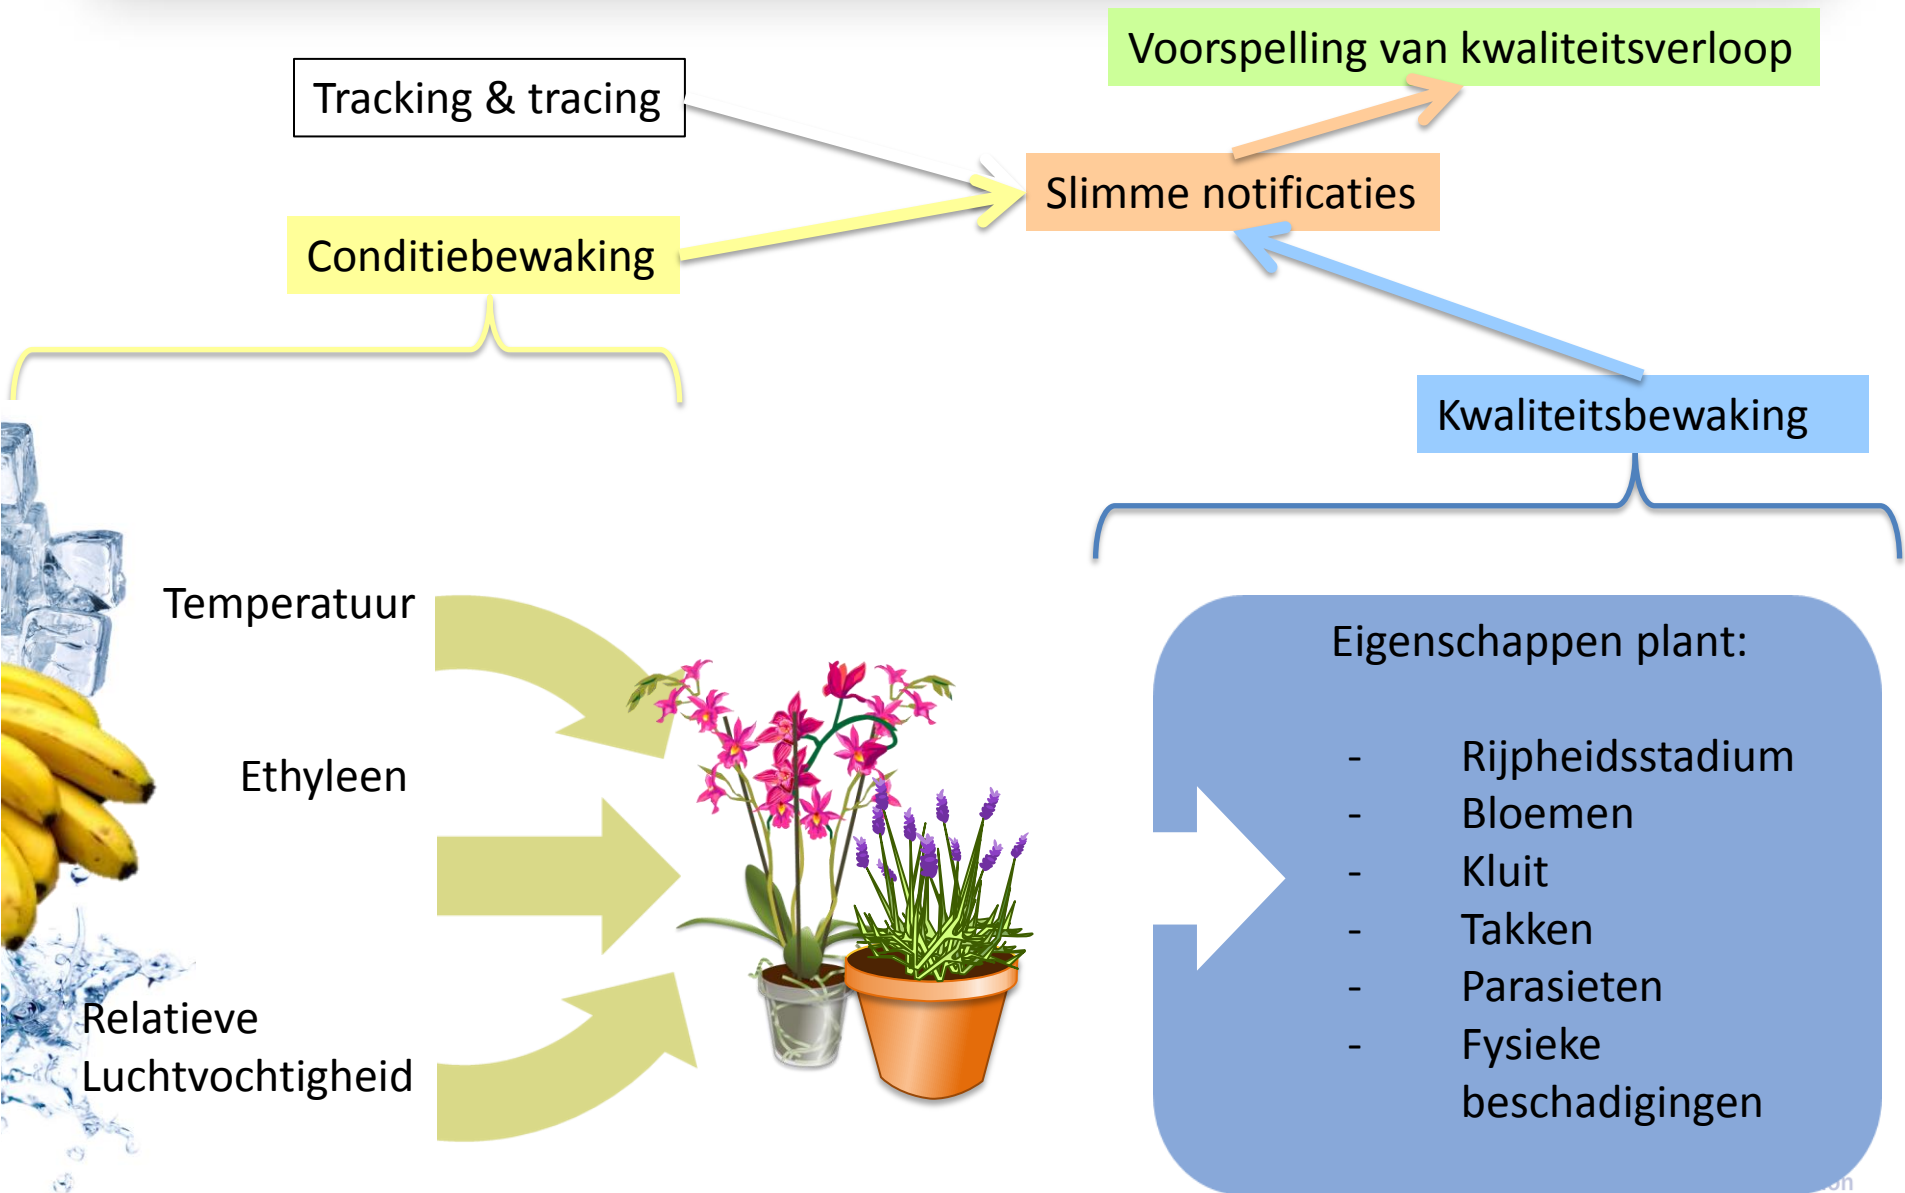 Voorspelling van kwaliteitsverloop
Tracking & tracing
Slimme notificaties
Conditiebewaking
Kwaliteitsbewaking
Temperatuur
Ethyleen
Relatieve
Luchtvochtigheid
Eigenschappen plant:
- Rijpheidsstadium
- Bloemen
- Kluit
- Takken
- Parasieten
- Fysieke
beschadigingen